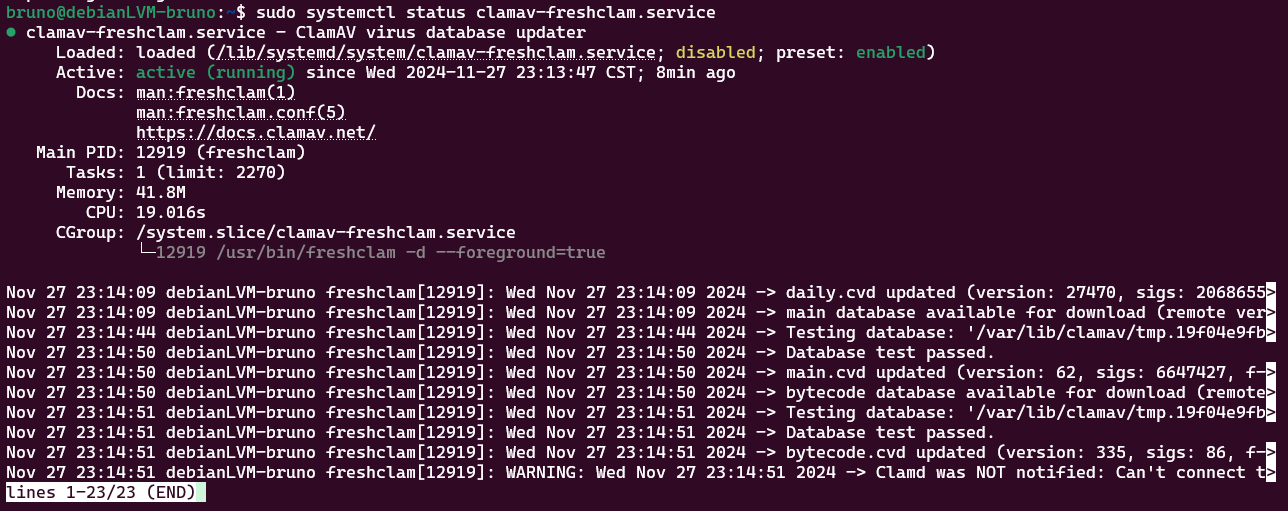 bruno@debianLVM-bruno:~$ sudo systemctl status clamav-freshclam.service
● clamav-freshclam.service - ClamAV virus database updater
     Loaded: loaded (/lib/systemd/system/clamav-freshclam.service; disabled; preset: enabled)
     Active: active (running) since Wed 2024-11-27 23:13:47 CST; 8min ago
       Docs: man:freshclam(1)
             man:freshclam.conf(5)
             https://docs.clamav.net/
   Main PID: 12919 (freshclam)
      Tasks: 1 (limit: 2270)
     Memory: 41.8M
        CPU: 19.016s
     CGroup: /system.slice/clamav-freshclam.service
             └─12919 /usr/bin/freshclam -d --foreground=true

Nov 27 23:14:09 debianLVM-bruno freshclam[12919]: Wed Nov 27 23:14:09 2024 -> daily.cvd updated (version: 27470, sigs: 2068655>
Nov 27 23:14:09 debianLVM-bruno freshclam[12919]: Wed Nov 27 23:14:09 2024 -> main database available for download (remote ver>
Nov 27 23:14:44 debianLVM-bruno freshclam[12919]: Wed Nov 27 23:14:44 2024 -> Testing database: '/var/lib/clamav/tmp.19f04e9fb>
Nov 27 23:14:50 debianLVM-bruno freshclam[12919]: Wed Nov 27 23:14:50 2024 -> Database test passed.
Nov 27 23:14:50 debianLVM-bruno freshclam[12919]: Wed Nov 27 23:14:50 2024 -> main.cvd updated (version: 62, sigs: 6647427, f->
Nov 27 23:14:50 debianLVM-bruno freshclam[12919]: Wed Nov 27 23:14:50 2024 -> bytecode database available for download (remote>
Nov 27 23:14:51 debianLVM-bruno freshclam[12919]: Wed Nov 27 23:14:51 2024 -> Testing database: '/var/lib/clamav/tmp.19f04e9fb>
Nov 27 23:14:51 debianLVM-bruno freshclam[12919]: Wed Nov 27 23:14:51 2024 -> Database test passed.
Nov 27 23:14:51 debianLVM-bruno freshclam[12919]: Wed Nov 27 23:14:51 2024 -> bytecode.cvd updated (version: 335, sigs: 86, f->
Nov 27 23:14:51 debianLVM-bruno freshclam[12919]: WARNING: Wed Nov 27 23:14:51 2024 -> Clamd was NOT notified: Can't connect t>
lines 1-23/23 (END)